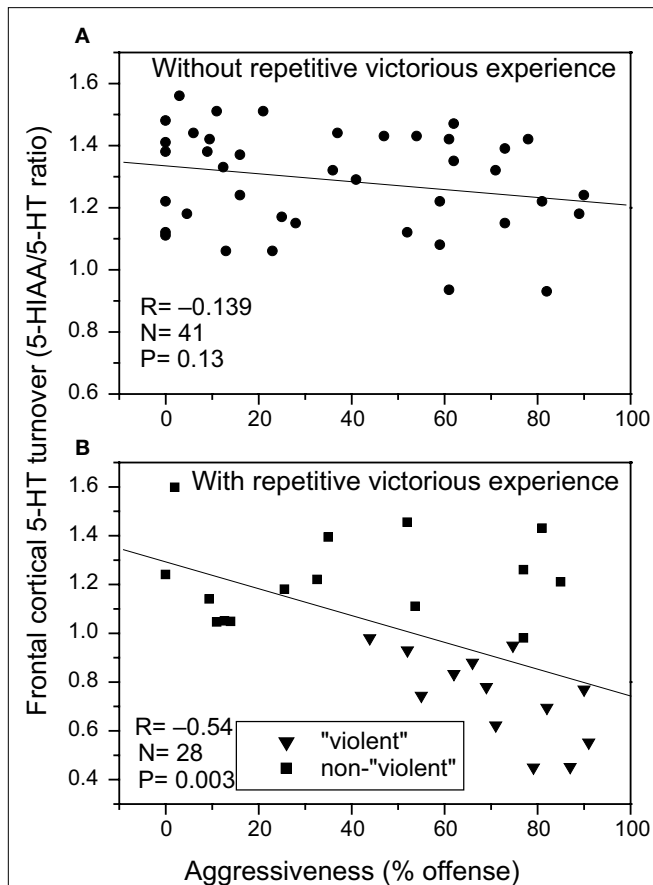 A
Without repetitive victorious experience
1.6
1.4
1.2
1.0
0.8
0.6
R= –0.139
N= 41
P= 0.13
0 20 40 60 80 100
Frontal cortical 5-HT turnover (5-HIAA/5-HT ratio)
B
With repetitive victorious experience
1.6
1.4
1.2
1.0
0.8
0.6
0.4
R= –0.54
N= 28
P= 0.003
"violent"
non-"violent"
0 20 40 60 80 100
Aggressiveness (% offense)